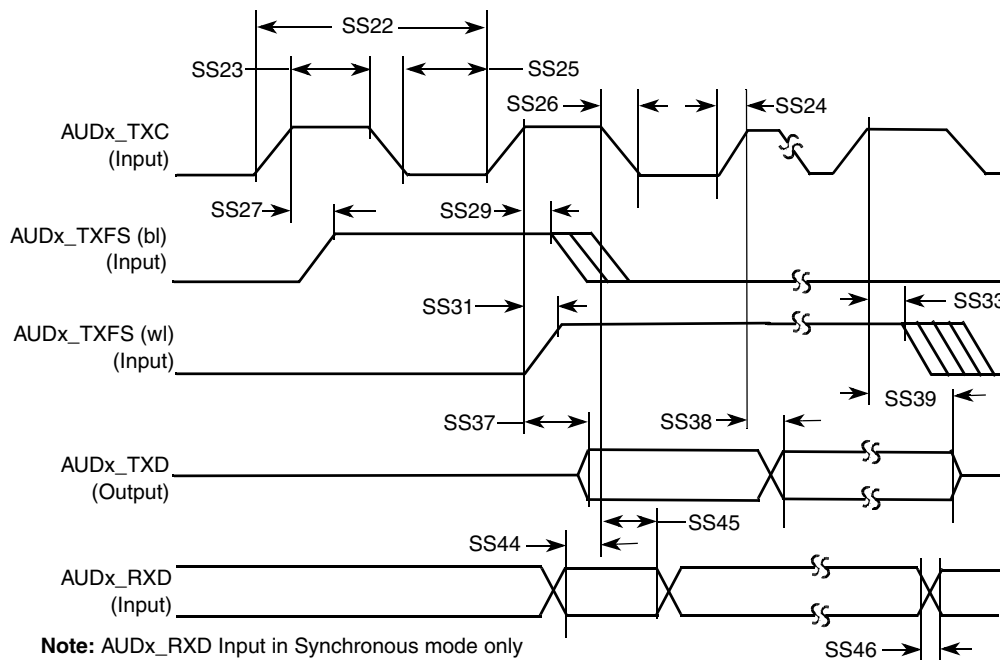 SS22
SS23
SS25
SS26
SS24
AUDx_TXC
(Input)
SS27
SS29
AUDx_TXFS (bl)
(Input)
SS31
SS33
AUDx_TXFS (wl)
(Input)
SS39
SS37
SS38
AUDx_TXD
(Output)
SS45
SS44
AUDx_RXD
(Input)
Note: AUDx_RXD Input in Synchronous mode only
SS46